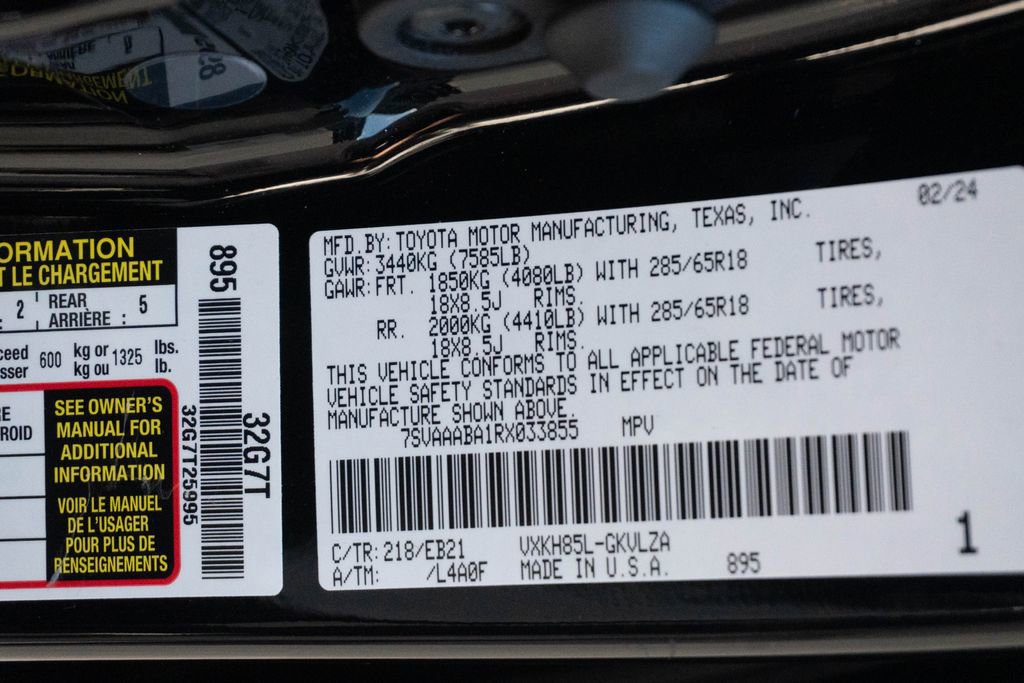 ORMATION
T LE CHARGEMENT
: 2 REAR ARRIÈRE : 5
ceed 600 kg or 1325 lbs.
sser kg ou lb.
RE
ROID
SEE OWNER'S
MANUAL FOR
ADDITIONAL
INFORMATION
VOIR LE MANUEL
DE L'USAGER
POUR PLUS DE
RENSEIGNEMENTS
895
32G7T25995
32G7T
02/24
MFD.BY: TOYOTA MOTOR MANUFACTURING, TEXAS, INC.
GVWR: 3440KG (7585LB)
GAWR: FRT. 1850KG (4080LB) WITH 285/65R18 TIRES,
18X8.5J RIMS.
RR. 2000KG (4410LB) WITH 285/65R18 TIRES,
18X8.5J RIMS.
THIS VEHICLE CONFORMS TO ALL APPLICABLE FEDERAL MOTOR
VEHICLE SAFETY STANDARDS IN EFFECT ON THE DATE OF
MANUFACTURE SHOWN ABOVE.
7SVAAABA1RX033855 MPV
C/TR: 218/EB21 VXKH85L-GKVLZA
A/TM: /L4A0F MADE IN U.S.A. 895
1